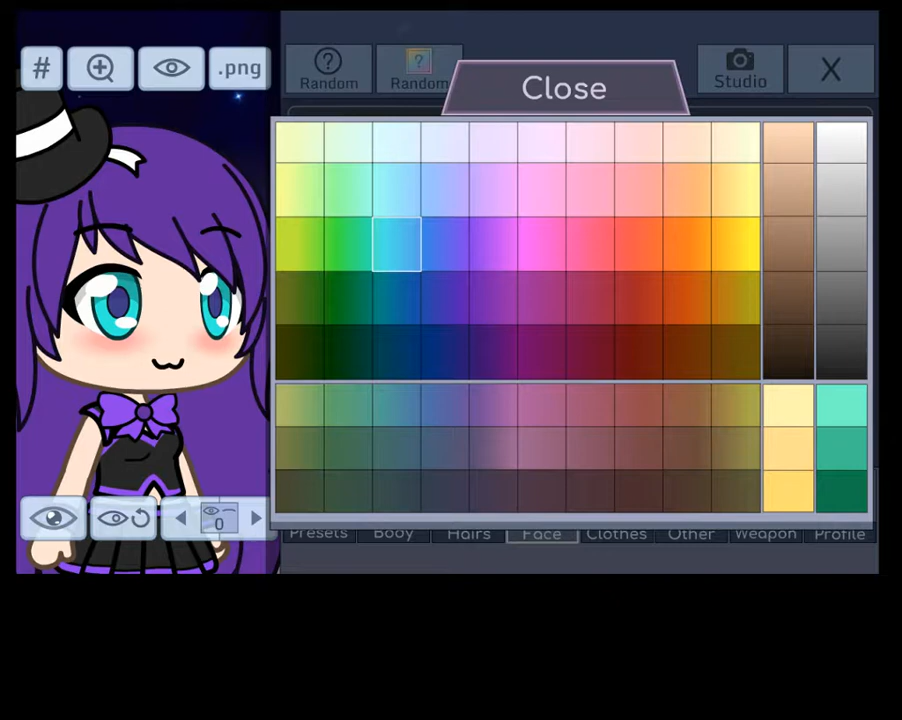 #
.png
?
Random
?
Random
Studio
X
Close
0
Presets
Body
Hairs
Face
Clothes
Other
Weapon
Profile